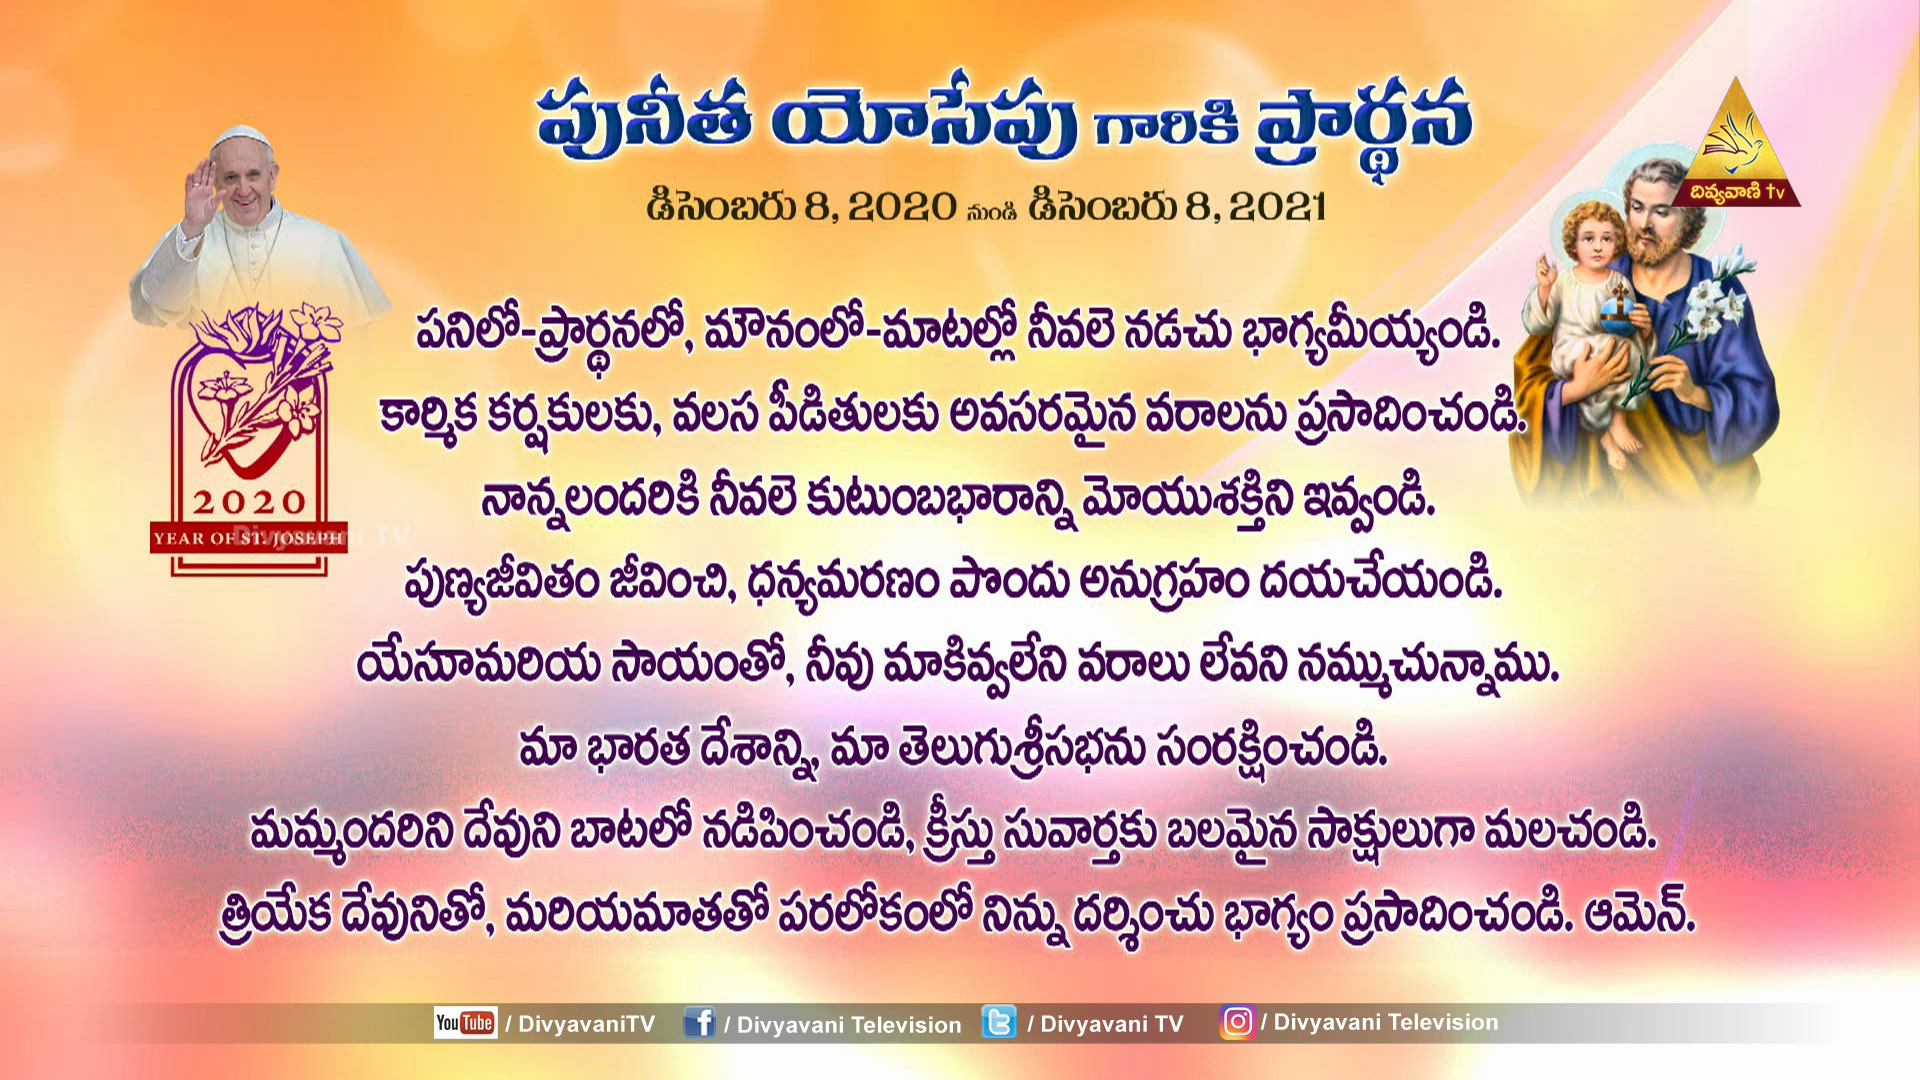 పునీత యోసేపు గారికి ప్రార్థన
డిసెంబరు 8, 2020 నుండి డిసెంబరు 8, 2021
దివ్యవాణి tv
పనిలో-ప్రార్థనలో, మౌనంలో-మాటల్లో నీవలె నడచు భాగ్యమీయ్యండి.
కార్మిక కర్షకులకు, వలస పీడితులకు అవసరమైన వరాలను ప్రసాదించండి.
నాన్నలందరికి నీవలె కుటుంబభారాన్ని మోయుశక్తిని ఇవ్వండి.
2020
YEAR OF ST. JOSEPH
Divyavani TV
పుణ్యజీవితం జీవించి, ధన్యమరణం పొందు అనుగ్రహం దయచేయండి.
యేసూమరియ సాయంతో, నీవు మాకివ్వలేని వరాలు లేవని నమ్ముచున్నాము.
మా భారత దేశాన్ని, మా తెలుగుశ్రీసభను సంరక్షించండి.
మమ్మందరిని దేవుని బాటలో నడిపించండి, క్రీస్తు సువార్తకు బలమైన సాక్షులుగా మలచండి.
త్రియేక దేవునితో, మరియమాతతో పరలోకంలో నిన్ను దర్శించు భాగ్యం ప్రసాదించండి. ఆమెన్.
YouTube / DivyavaniTV f / Divyavani Television / Divyavani TV / Divyavani Television